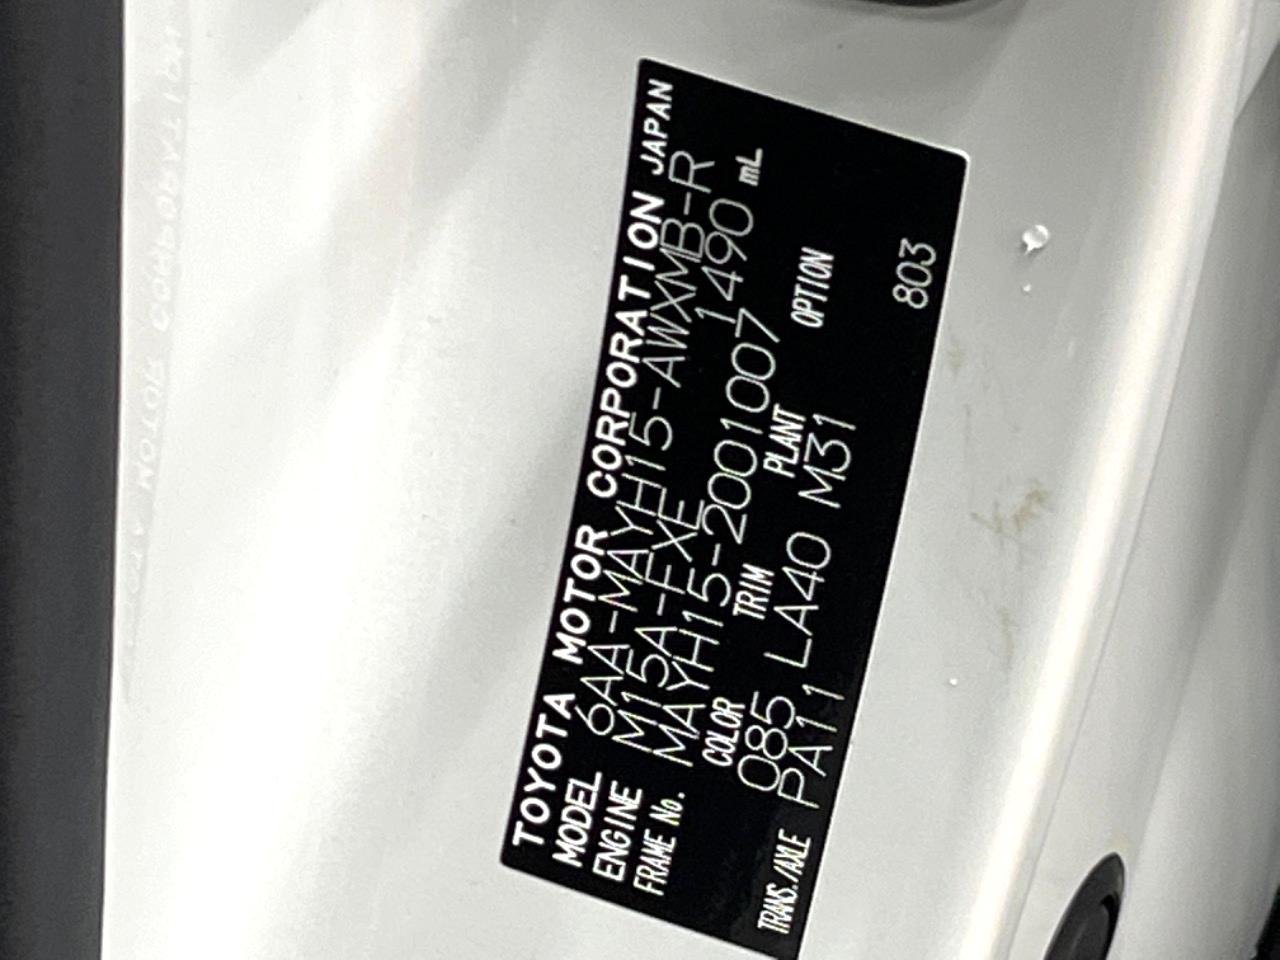 TOYOTA MOTOR CORPORATION JAPAN
MODEL 6AA-MAYH15-AWXMB-R
ENGINE M15A-FXE 1490 mL
FRAME No. MAYH15-2001007
COLOR TRIM PLANT OPTION
085 LA40 M31
TRANS./AXLE PA11 803